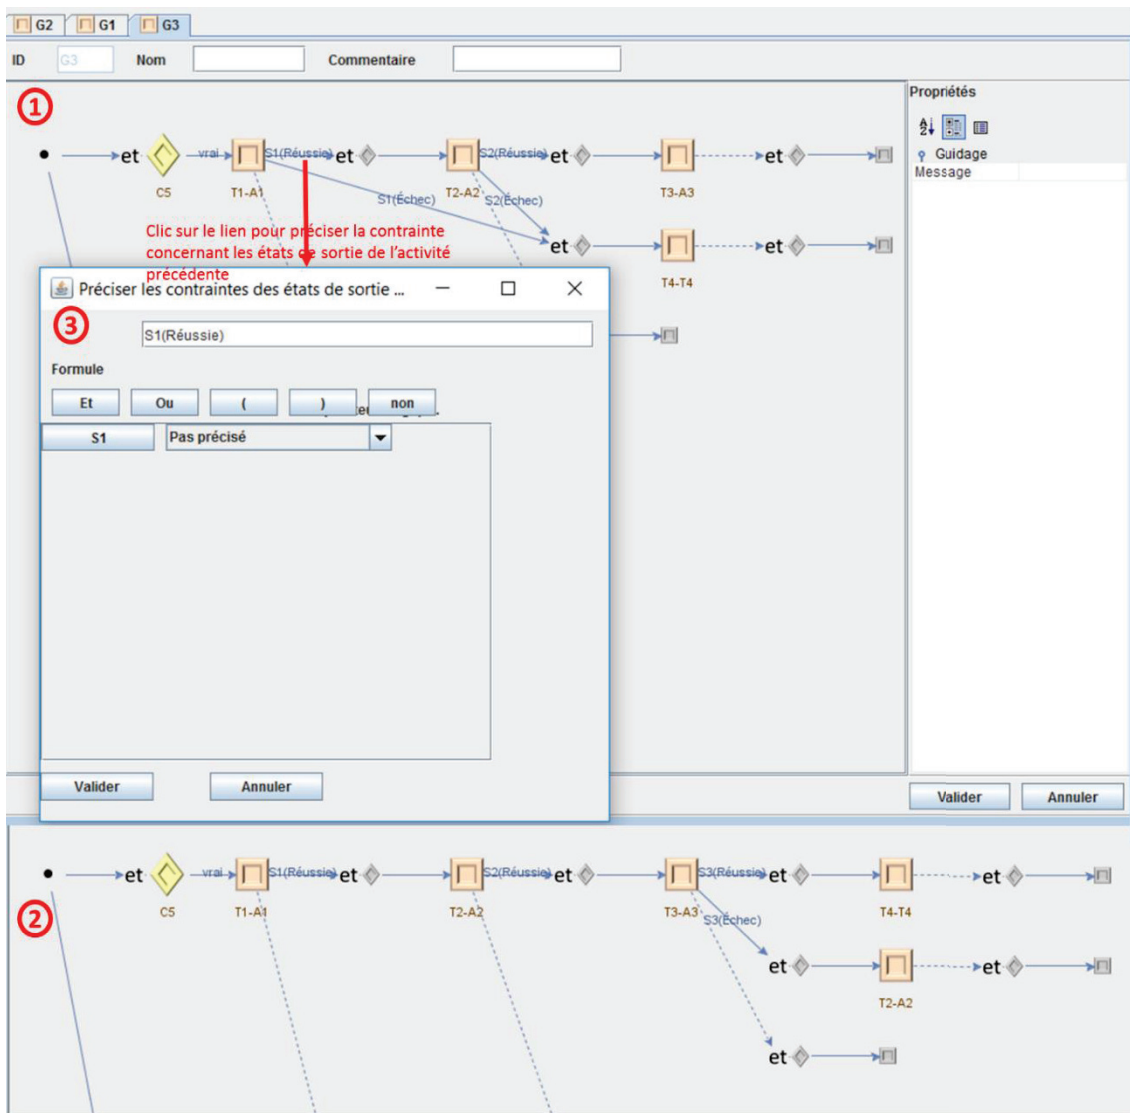 G2 G1 G3
ID G3 Nom Commentaire
Propriétés
1
Guidage
Message
et vrai S1(Réussie) et S2(Réussie) et et
C5 T1-A1 T2-A2 T3-A3
S1(Échec) S2(Échec)
Clic sur le lien pour préciser la contrainte
concernant les états de sortie de l'activité
précédente
et et
T4-T4
Préciser les contraintes des états de sortie ...
3
S1(Réussie)
Formule
Et Ou ( ) non
S1 Pas précisé
Valider Annuler
Valider Annuler
et vrai S1(Réussie) et S2(Réussie) et S3(Réussie) et et
C5 T1-A1 T2-A2 T3-A3 T4-T4
2
S3(Échec)
et et
T2-A2
et